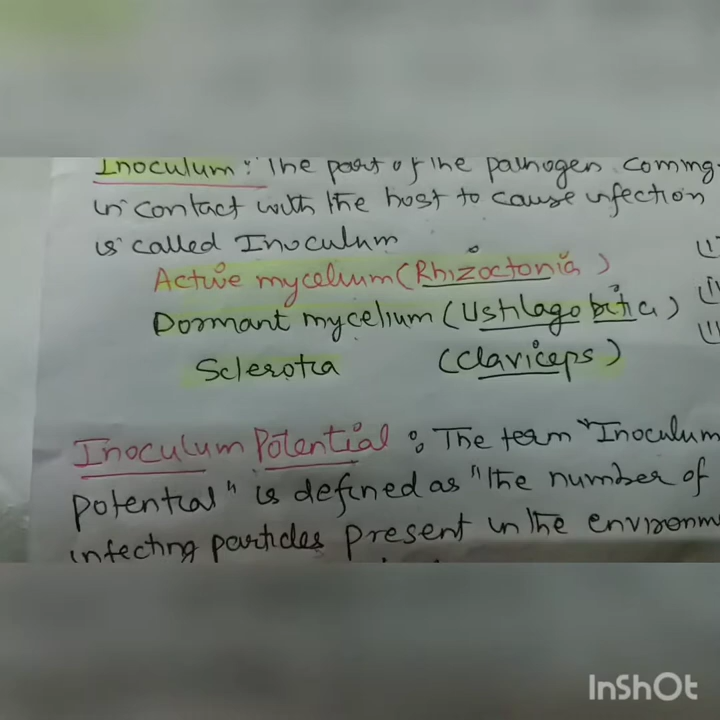 Inoculum : The part of the pathogen coming
in contact with the host to cause infection
is called Inoculum
Active mycelium (Rhizoctonia)
Dormant mycelium (Ustilago
Sclerotia (Claviceps)
Inoculum Potential : The term "Inoculum
potential" is defined as "the number of
infecting particles present in the environm
InShOt